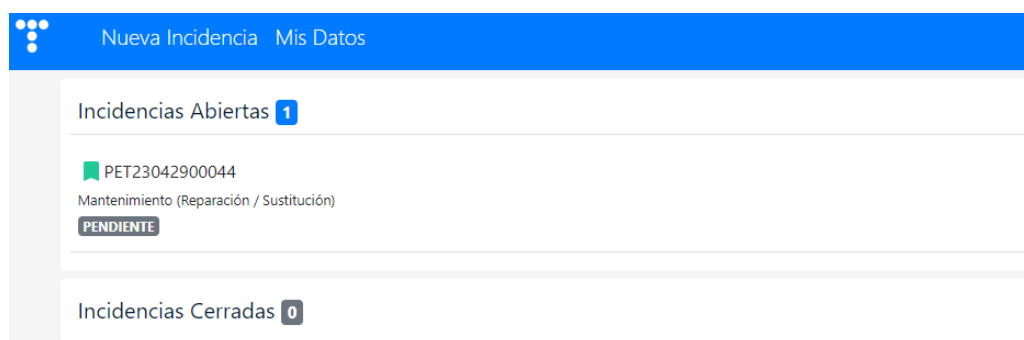 Nueva Incidencia Mis Datos
Incidencias Abiertas 1
PET23042900044
Mantenimiento (Reparación / Sustitución)
PENDIENTE
Incidencias Cerradas 0